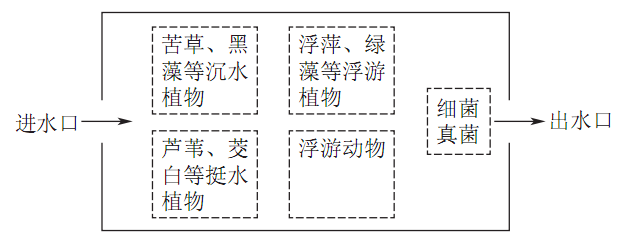 苦草、黑
藻等沉水
植物
浮萍、绿
藻等浮游
植物
进水口
细菌
真菌
出水口
芦苇、茭
白等挺水
植物
浮游动物